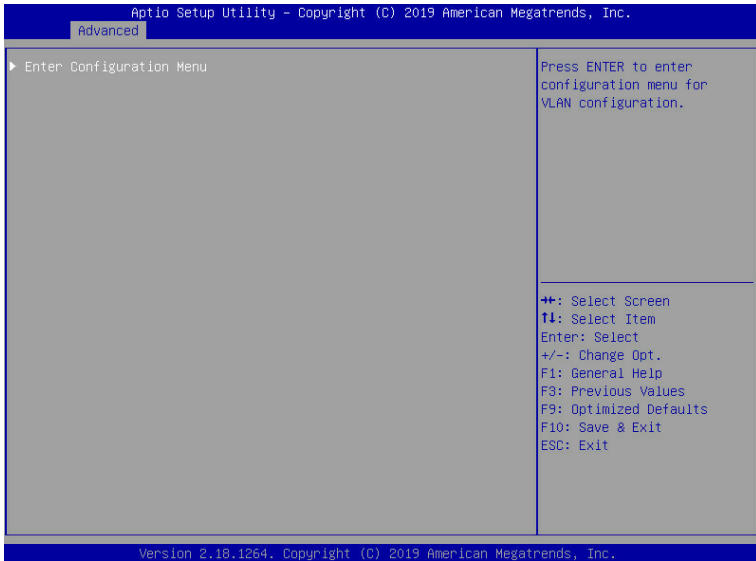 Aptio Setup Utility – Copyright (C) 2019 American Megatrends, Inc.
Advanced
▶ Enter Configuration Menu
Press ENTER to enter
configuration menu for
VLAN configuration.
→←: Select Screen
↑↓: Select Item
Enter: Select
+/-: Change Opt.
F1: General Help
F3: Previous Values
F9: Optimized Defaults
F10: Save & Exit
ESC: Exit
Version 2.18.1264. Copyright (C) 2019 American Megatrends, Inc.